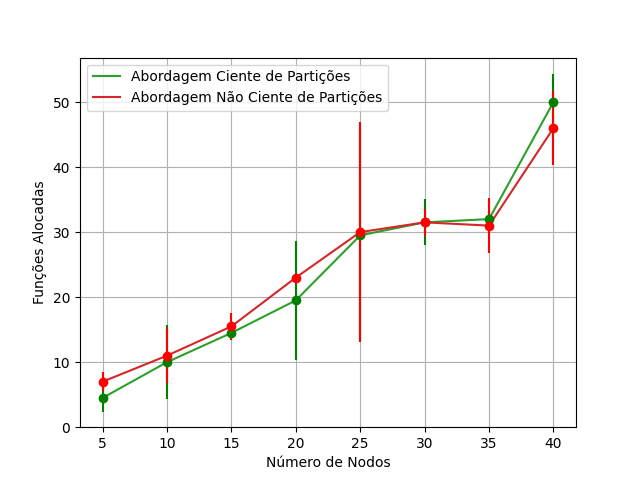 Abordagem Ciente de Partições
Abordagem Não Ciente de Partições
Funções Alocadas
50
40
30
20
10
0
5 10 15 20 25 30 35 40
Número de Nodos